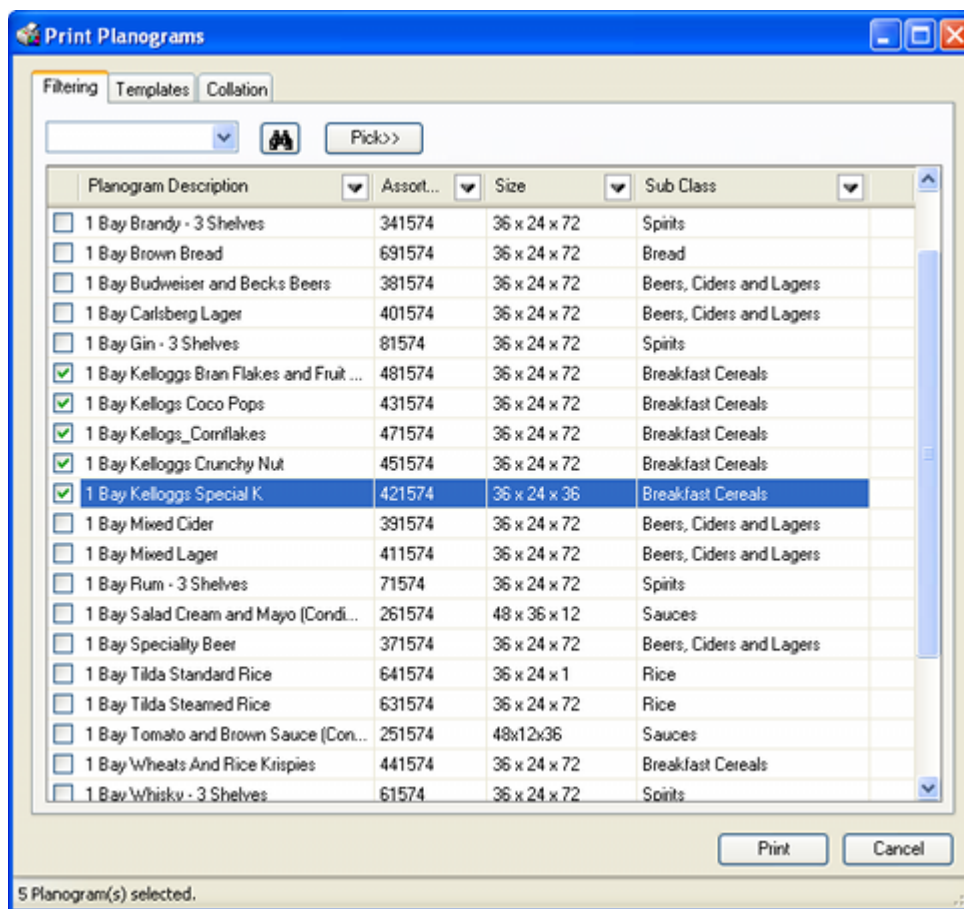 Print Planograms
Filtering Templates Collation
Pick>>
Planogram Description Assort... Size Sub Class
1 Bay Brandy - 3 Shelves 341574 36 x 24 x 72 Spirits
1 Bay Brown Bread 691574 36 x 24 x 72 Bread
1 Bay Budweiser and Becks Beers 381574 36 x 24 x 72 Beers, Ciders and Lagers
1 Bay Carlsberg Lager 401574 36 x 24 x 72 Beers, Ciders and Lagers
1 Bay Gin - 3 Shelves 81574 36 x 24 x 72 Spirits
1 Bay Kelloggs Bran Flakes and Fruit ... 481574 36 x 24 x 72 Breakfast Cereals
1 Bay Kellogs Coco Pops 431574 36 x 24 x 72 Breakfast Cereals
1 Bay Kellogs_Cornflakes 471574 36 x 24 x 72 Breakfast Cereals
1 Bay Kelloggs Crunchy Nut 451574 36 x 24 x 72 Breakfast Cereals
1 Bay Kelloggs Special K 421574 36 x 24 x 36 Breakfast Cereals
1 Bay Mixed Cider 391574 36 x 24 x 72 Beers, Ciders and Lagers
1 Bay Mixed Lager 411574 36 x 24 x 72 Beers, Ciders and Lagers
1 Bay Rum - 3 Shelves 71574 36 x 24 x 72 Spirits
1 Bay Salad Cream and Mayo (Condi... 261574 48 x 36 x 12 Sauces
1 Bay Speciality Beer 371574 36 x 24 x 72 Beers, Ciders and Lagers
1 Bay Tilda Standard Rice 641574 36 x 24 x 1 Rice
1 Bay Tilda Steamed Rice 631574 36 x 24 x 72 Rice
1 Bay Tomato and Brown Sauce (Con... 251574 48x12x36 Sauces
1 Bay Wheats And Rice Krispies 441574 36 x 24 x 72 Breakfast Cereals
1 Bay Whisky - 3 Shelves 61574 36 x 24 x 72 Spirits
Print Cancel
5 Planogram(s) selected.